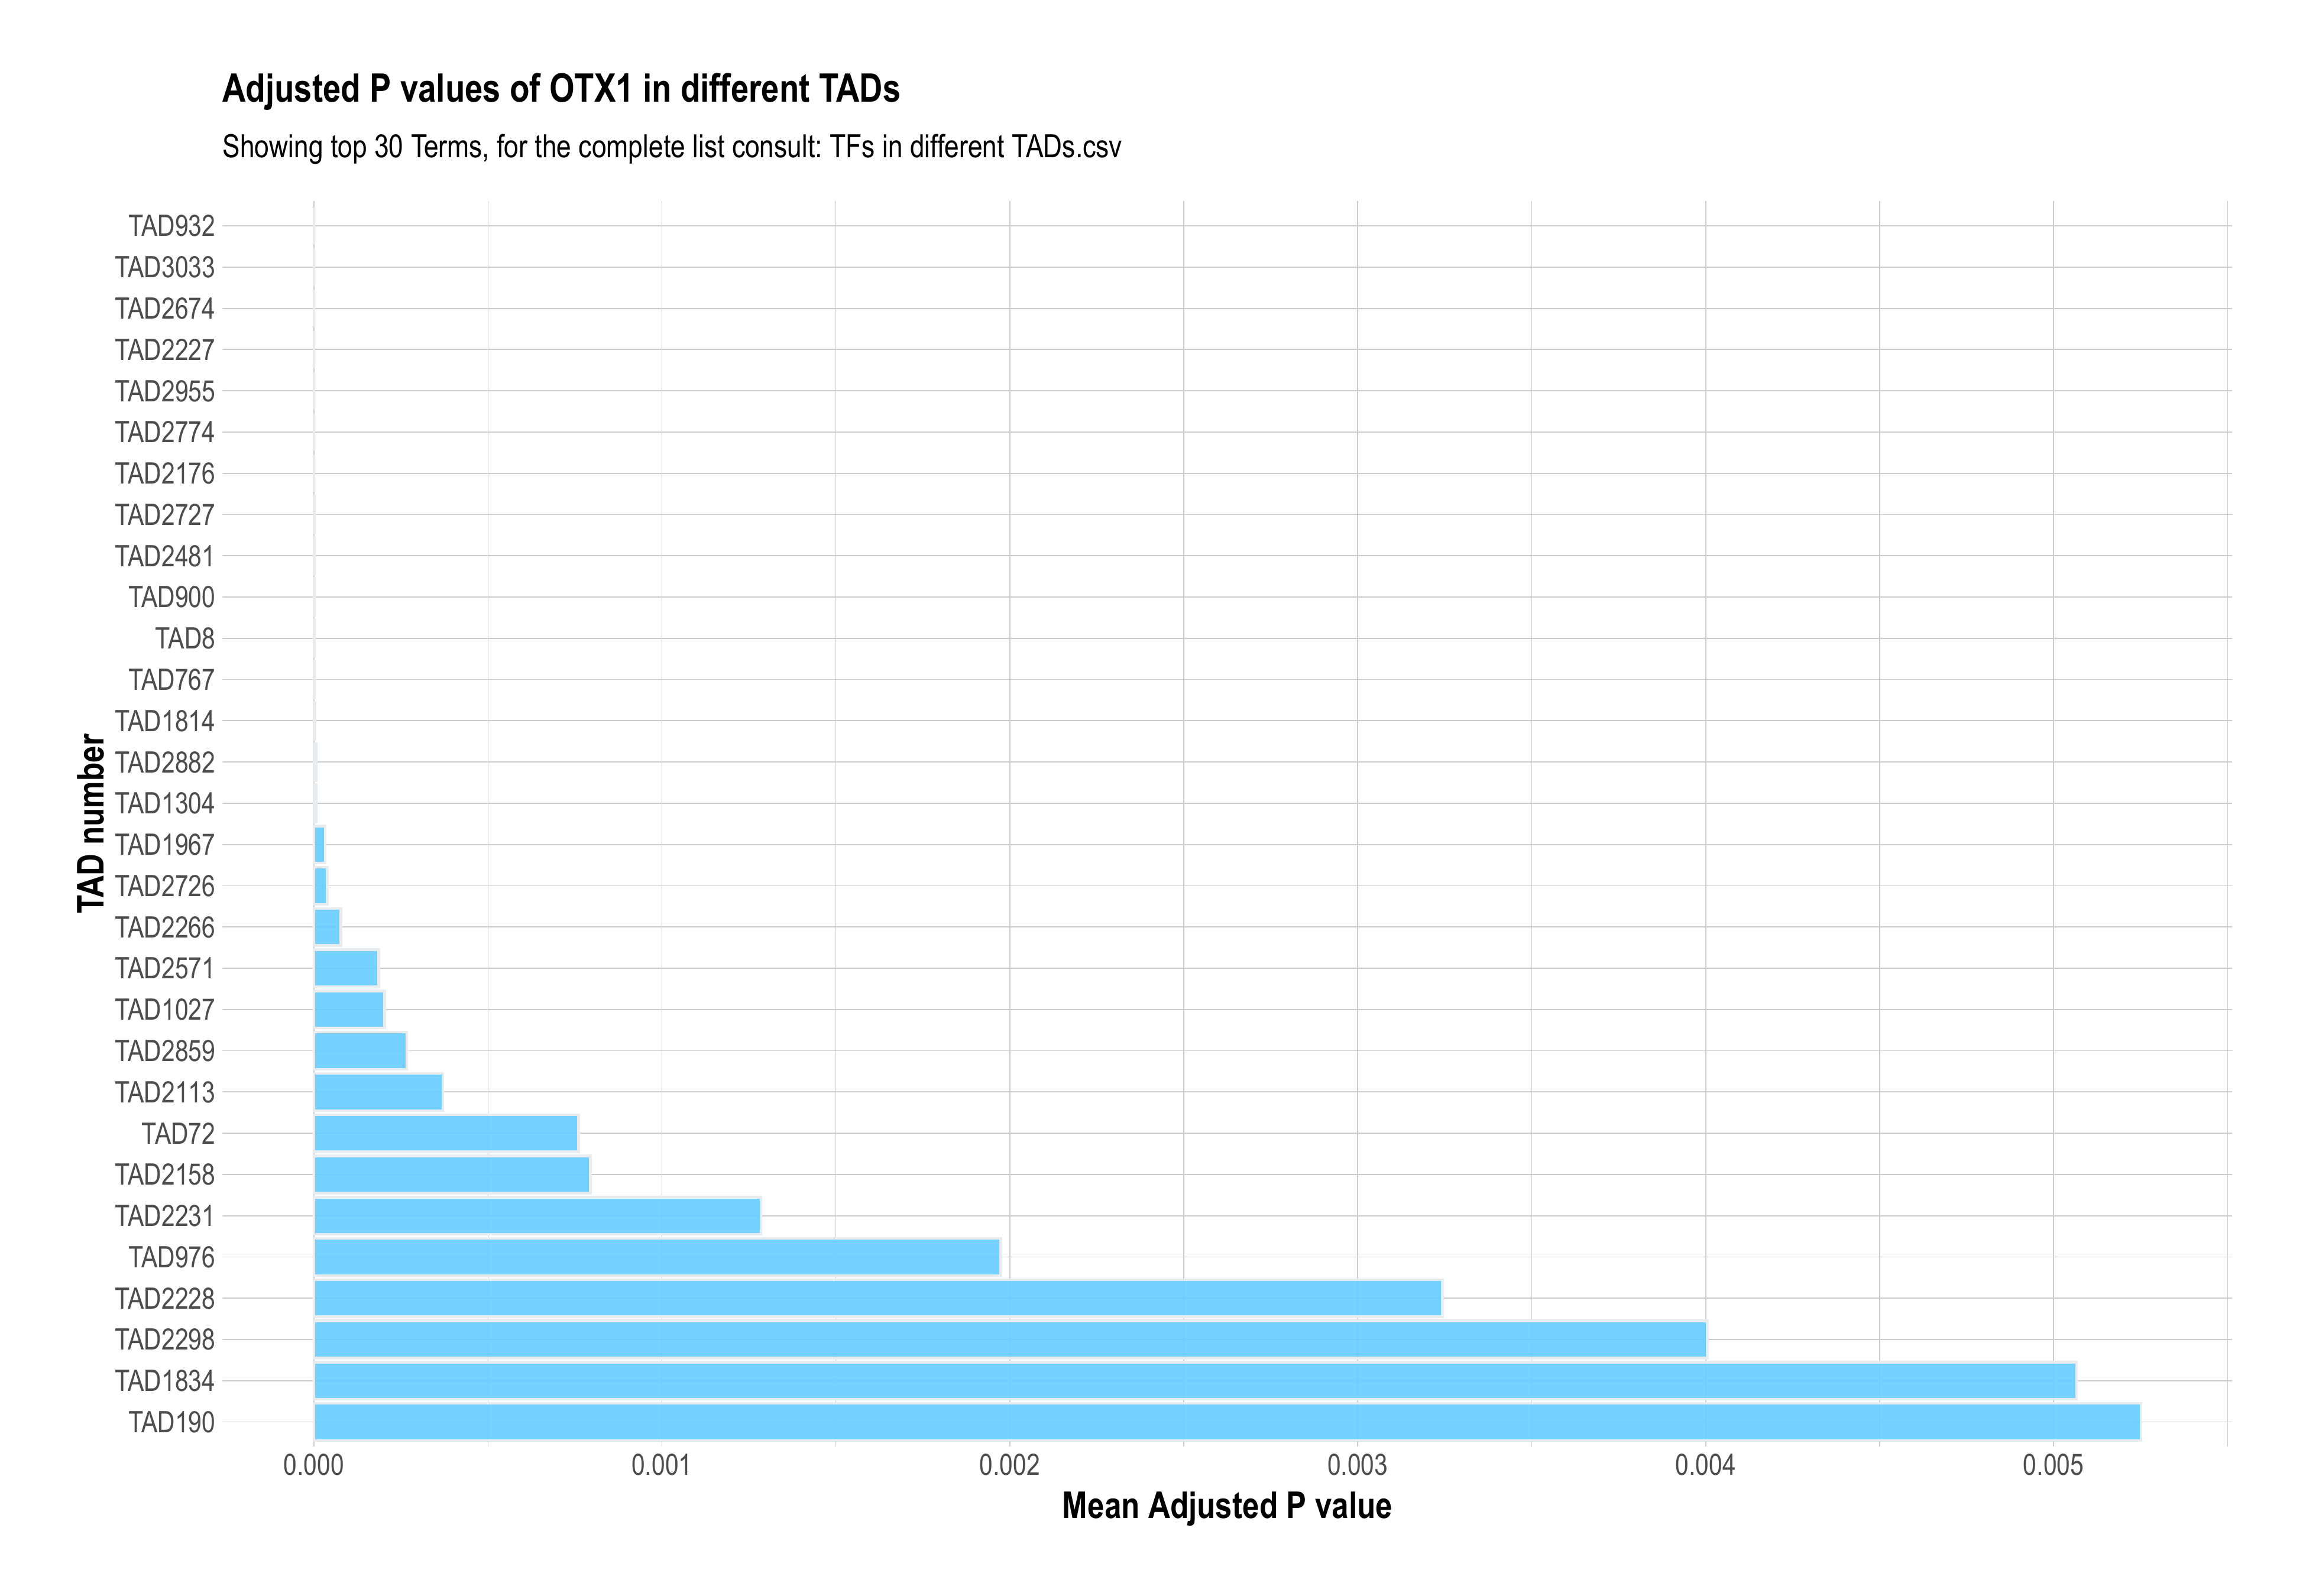 Adjusted P values of OTX1 in different TADs
Showing top 30 Terms, for the complete list consult: TFs in different TADs.csv
TAD number
TAD932
TAD3033
TAD2674
TAD2227
TAD2955
TAD2774
TAD2176
TAD2727
TAD2481
TAD900
TAD8
TAD767
TAD1814
TAD2882
TAD1304
TAD1967
TAD2726
TAD2266
TAD2571
TAD1027
TAD2859
TAD2113
TAD72
TAD2158
TAD2231
TAD976
TAD2228
TAD2298
TAD1834
TAD190
0.000 0.001 0.002 0.003 0.004 0.005
Mean Adjusted P value